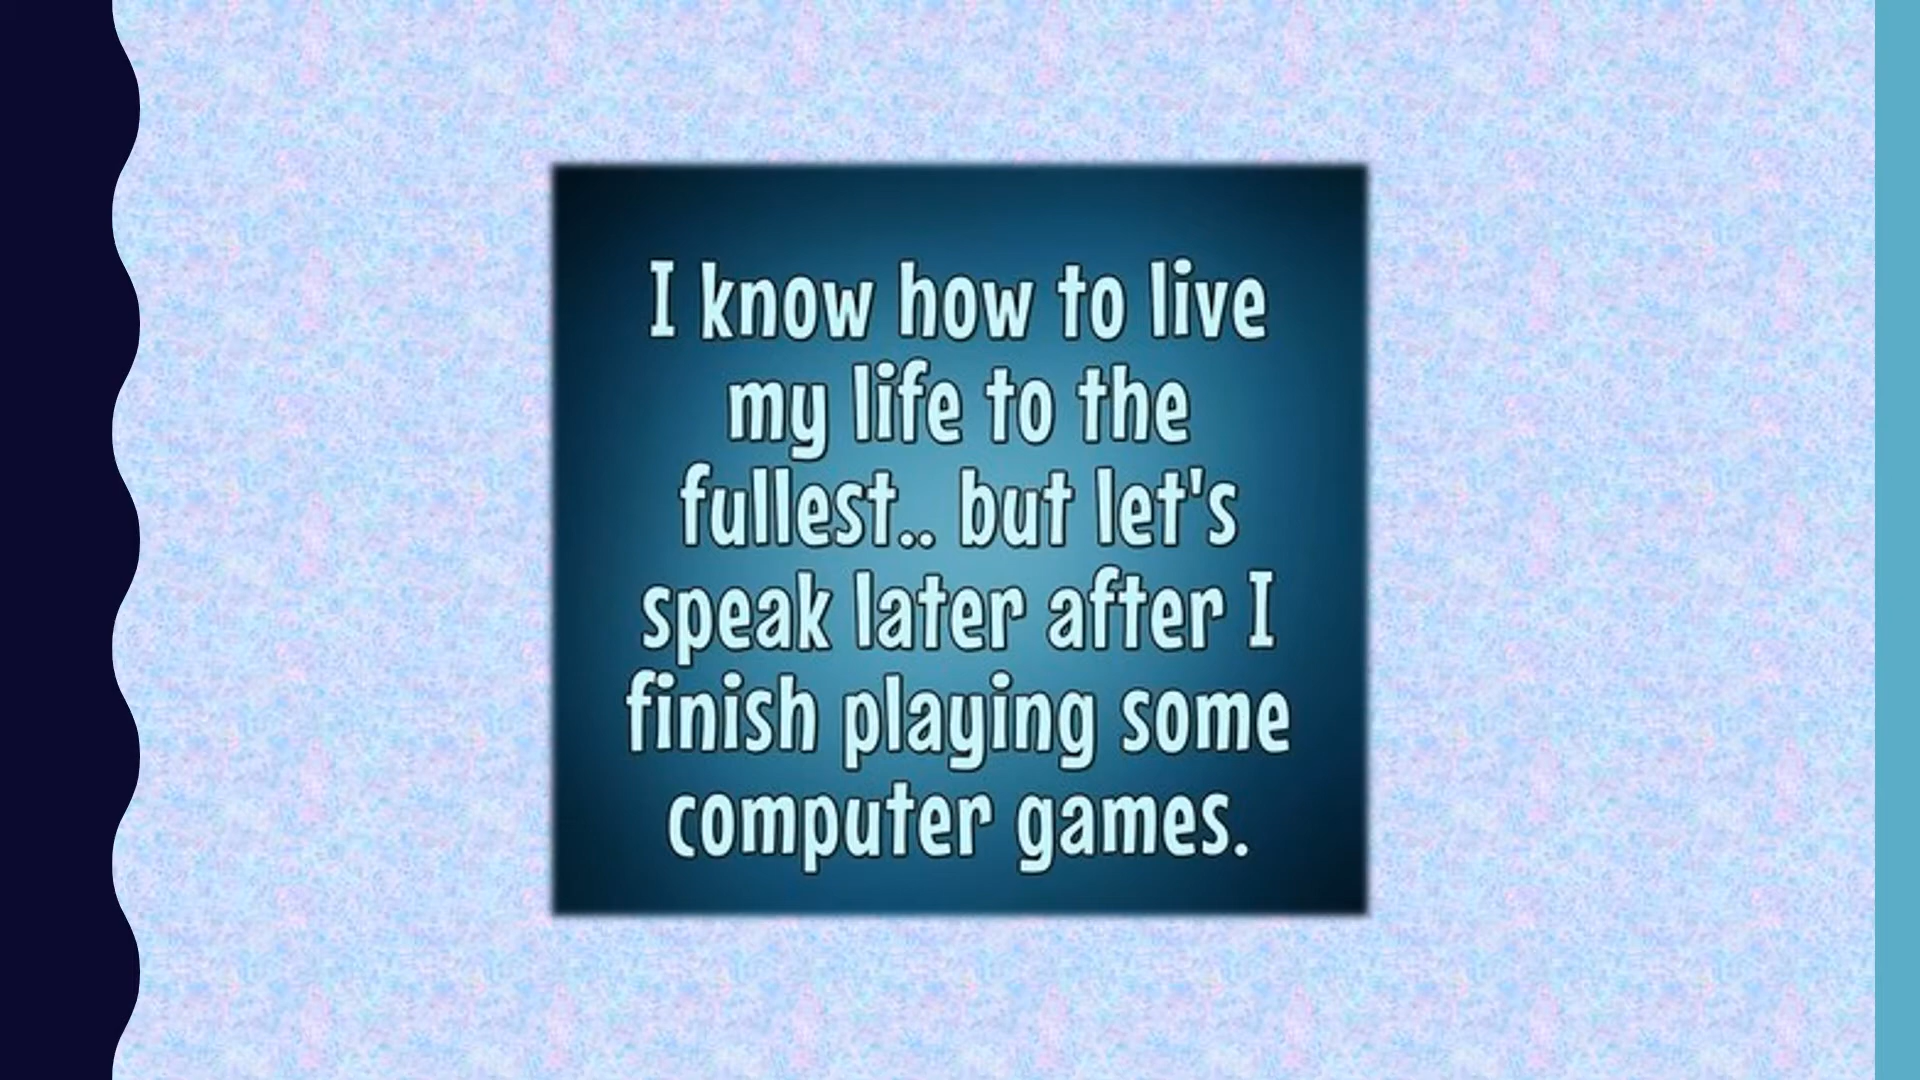 I know how to live
my life to the
fullest.. but let's
speak later after I
finish playing some
computer games.